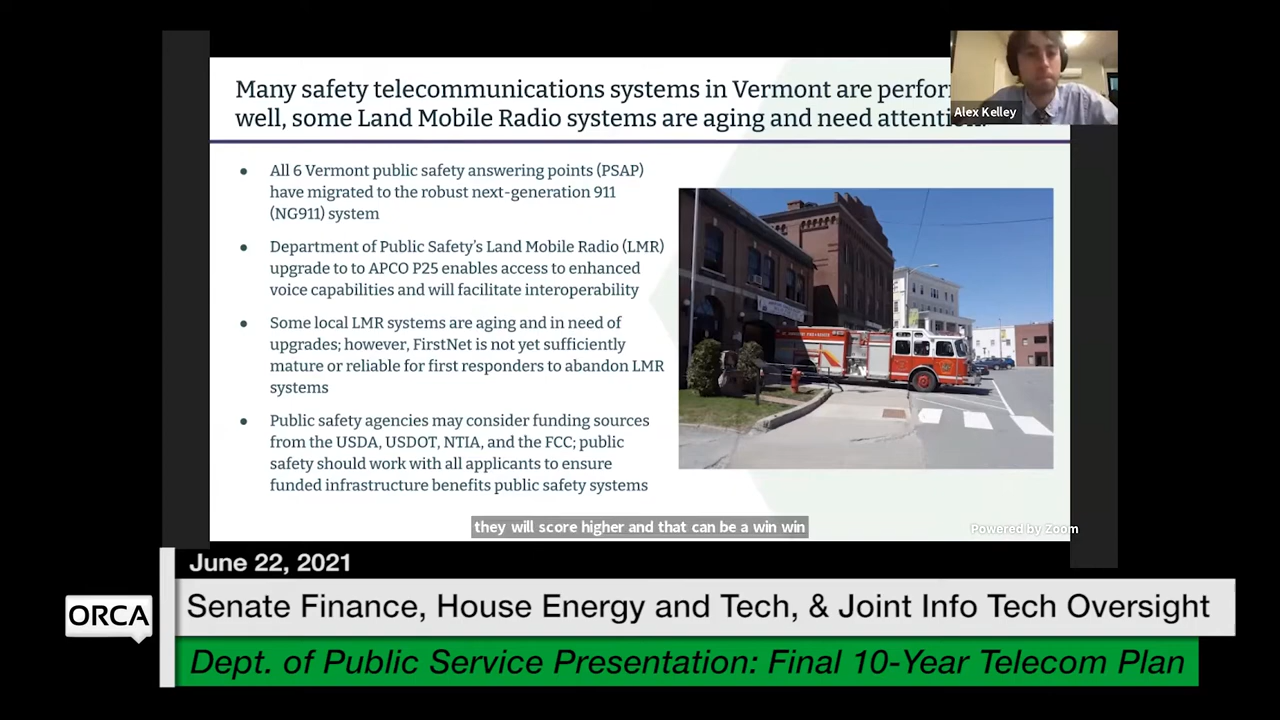 Many safety telecommunications systems in Vermont are perfor
well, some Land Mobile Radio systems are aging and need attention.
Alex Kelley
● All 6 Vermont public safety answering points (PSAP)
have migrated to the robust next-generation 911
(NG911) system
● Department of Public Safety's Land Mobile Radio (LMR)
upgrade to to APCO P25 enables access to enhanced
voice capabilities and will facilitate interoperability
● Some local LMR systems are aging and in need of
upgrades; however, FirstNet is not yet sufficiently
mature or reliable for first responders to abandon LMR
systems
● Public safety agencies may consider funding sources
from the USDA, USDOT, NTIA, and the FCC; public
safety should work with all applicants to ensure
funded infrastructure benefits public safety systems
they will score higher and that can be a win win
Powered by Zoom
June 22, 2021
ORCA
Senate Finance, House Energy and Tech, & Joint Info Tech Oversight
Dept. of Public Service Presentation: Final 10-Year Telecom Plan